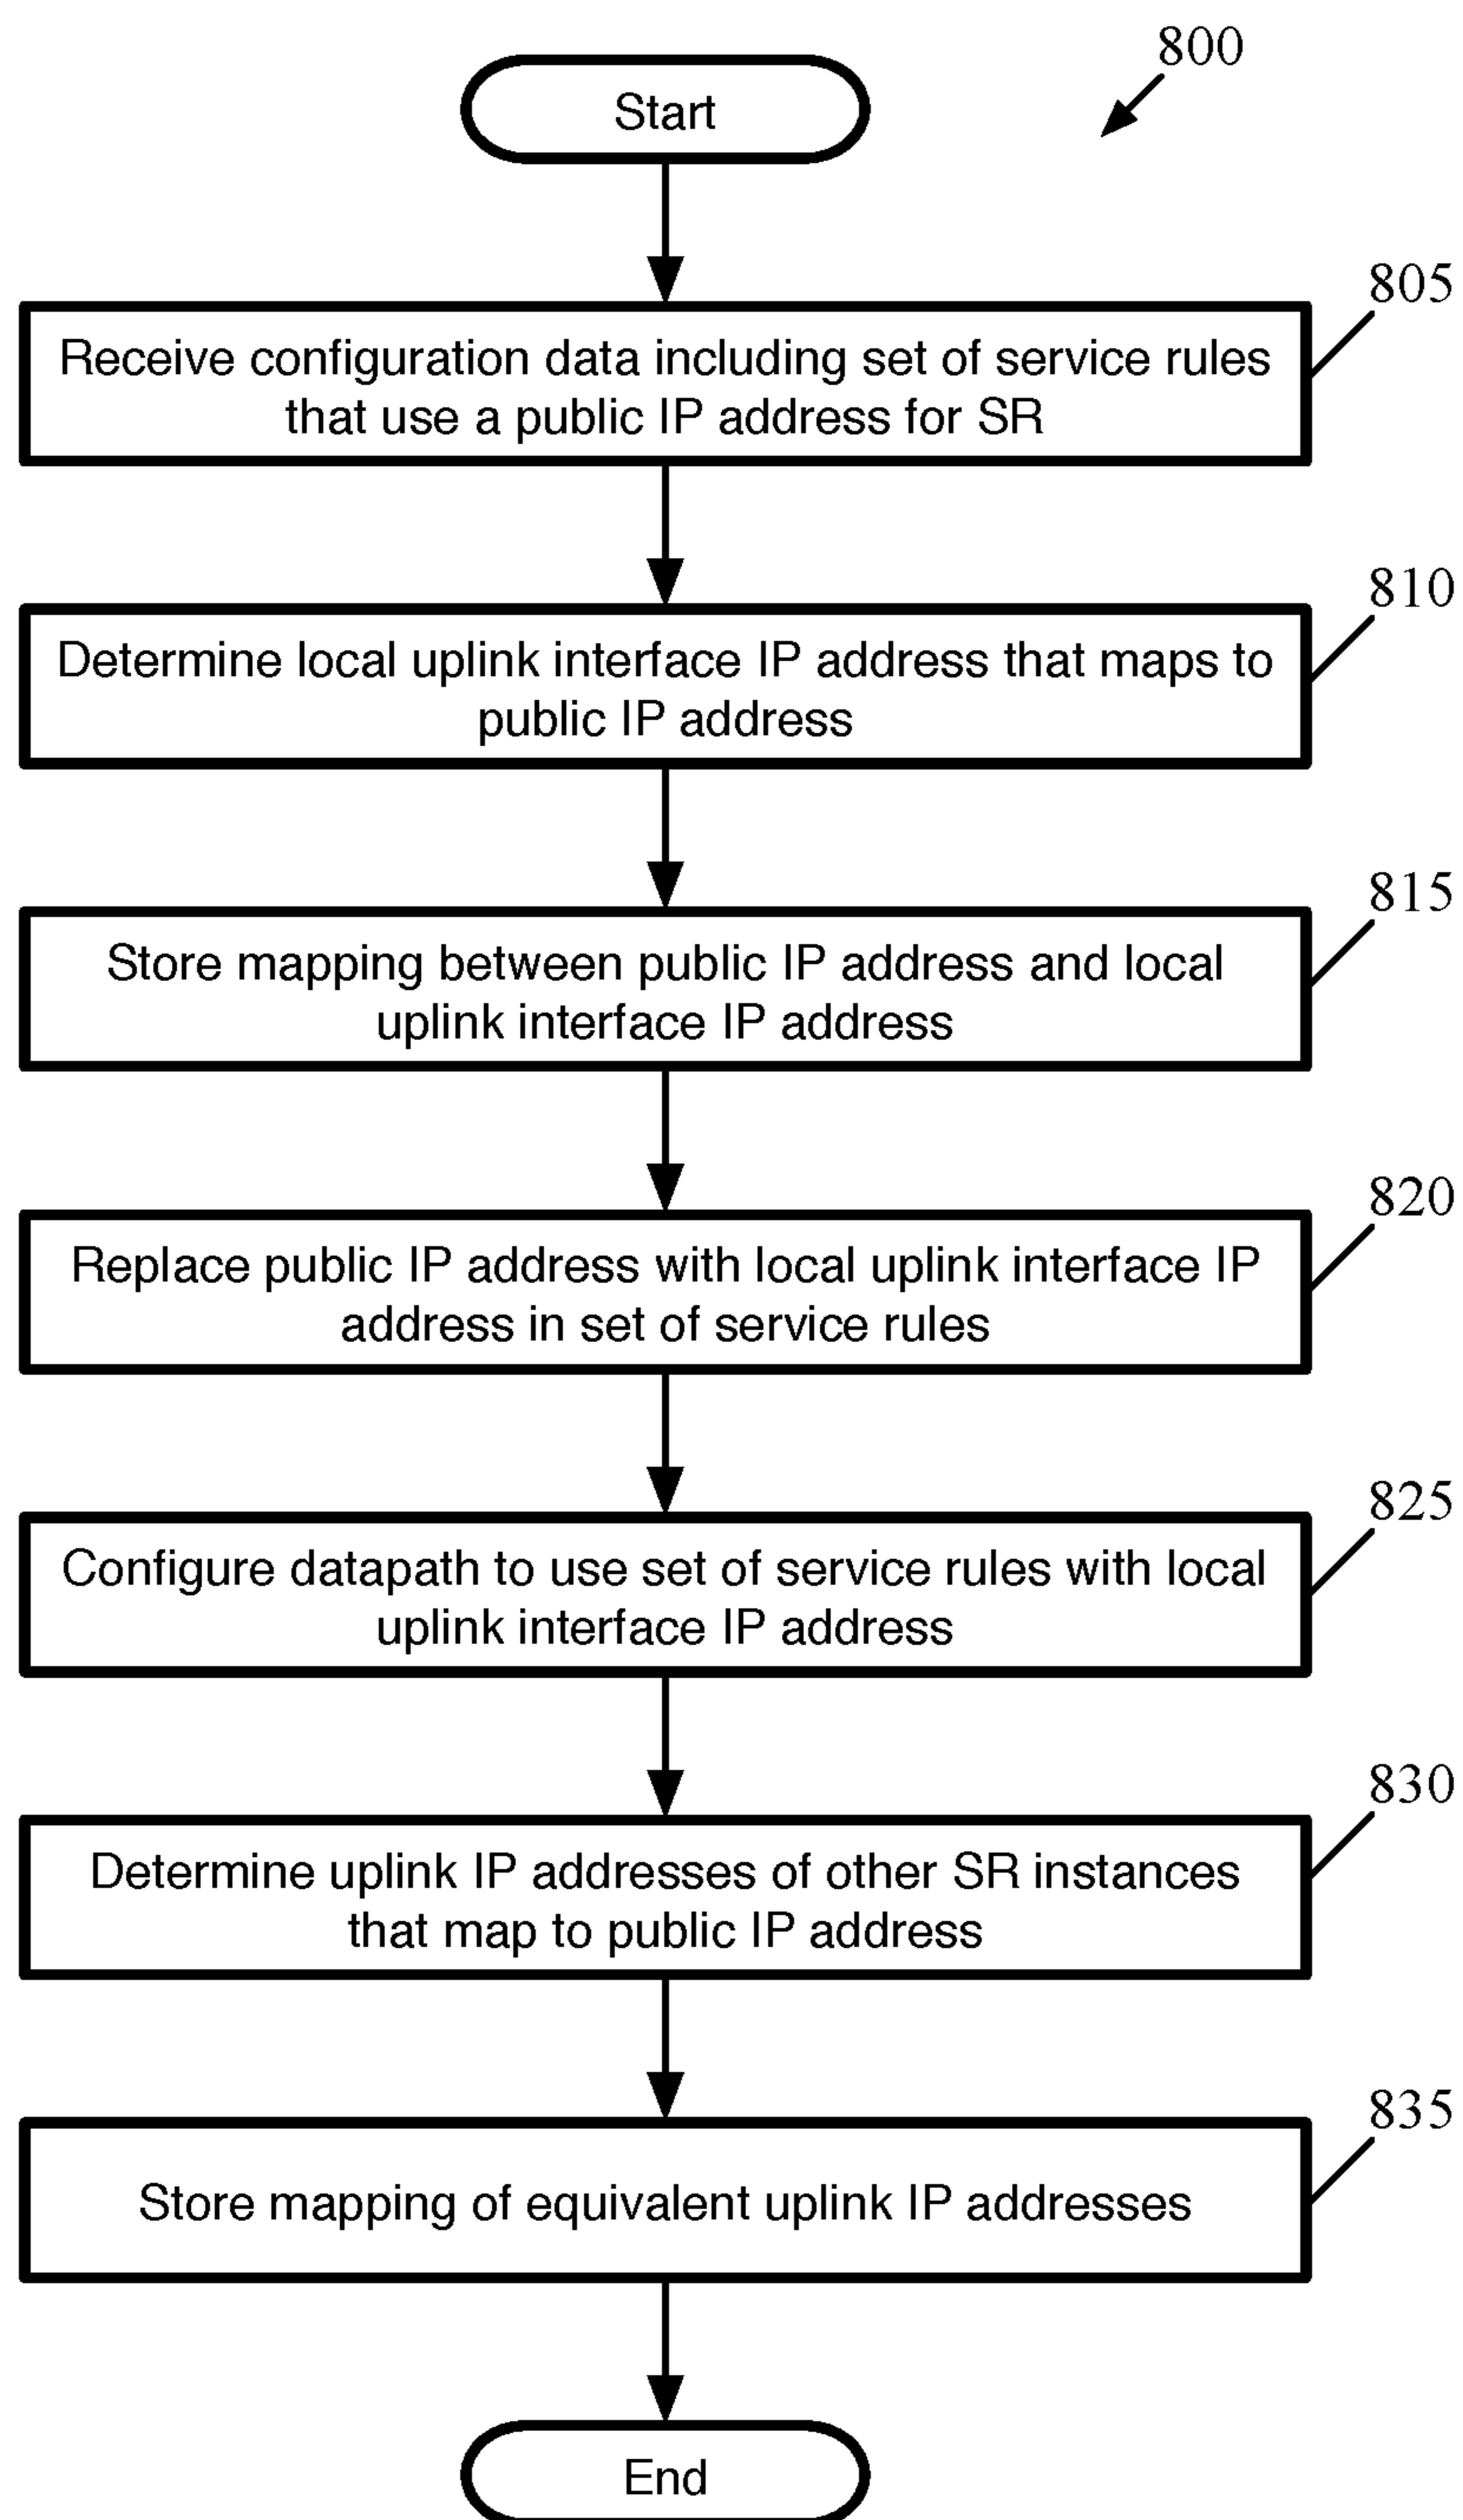 800
Start
805
Receive configuration data including set of service rules
that use a public IP address for SR
810
Determine local uplink interface IP address that maps to
public IP address
815
Store mapping between public IP address and local
uplink interface IP address
820
Replace public IP address with local uplink interface IP
address in set of service rules
825
Configure datapath to use set of service rules with local
uplink interface IP address
830
Determine uplink IP addresses of other SR instances
that map to public IP address
835
Store mapping of equivalent uplink IP addresses
End